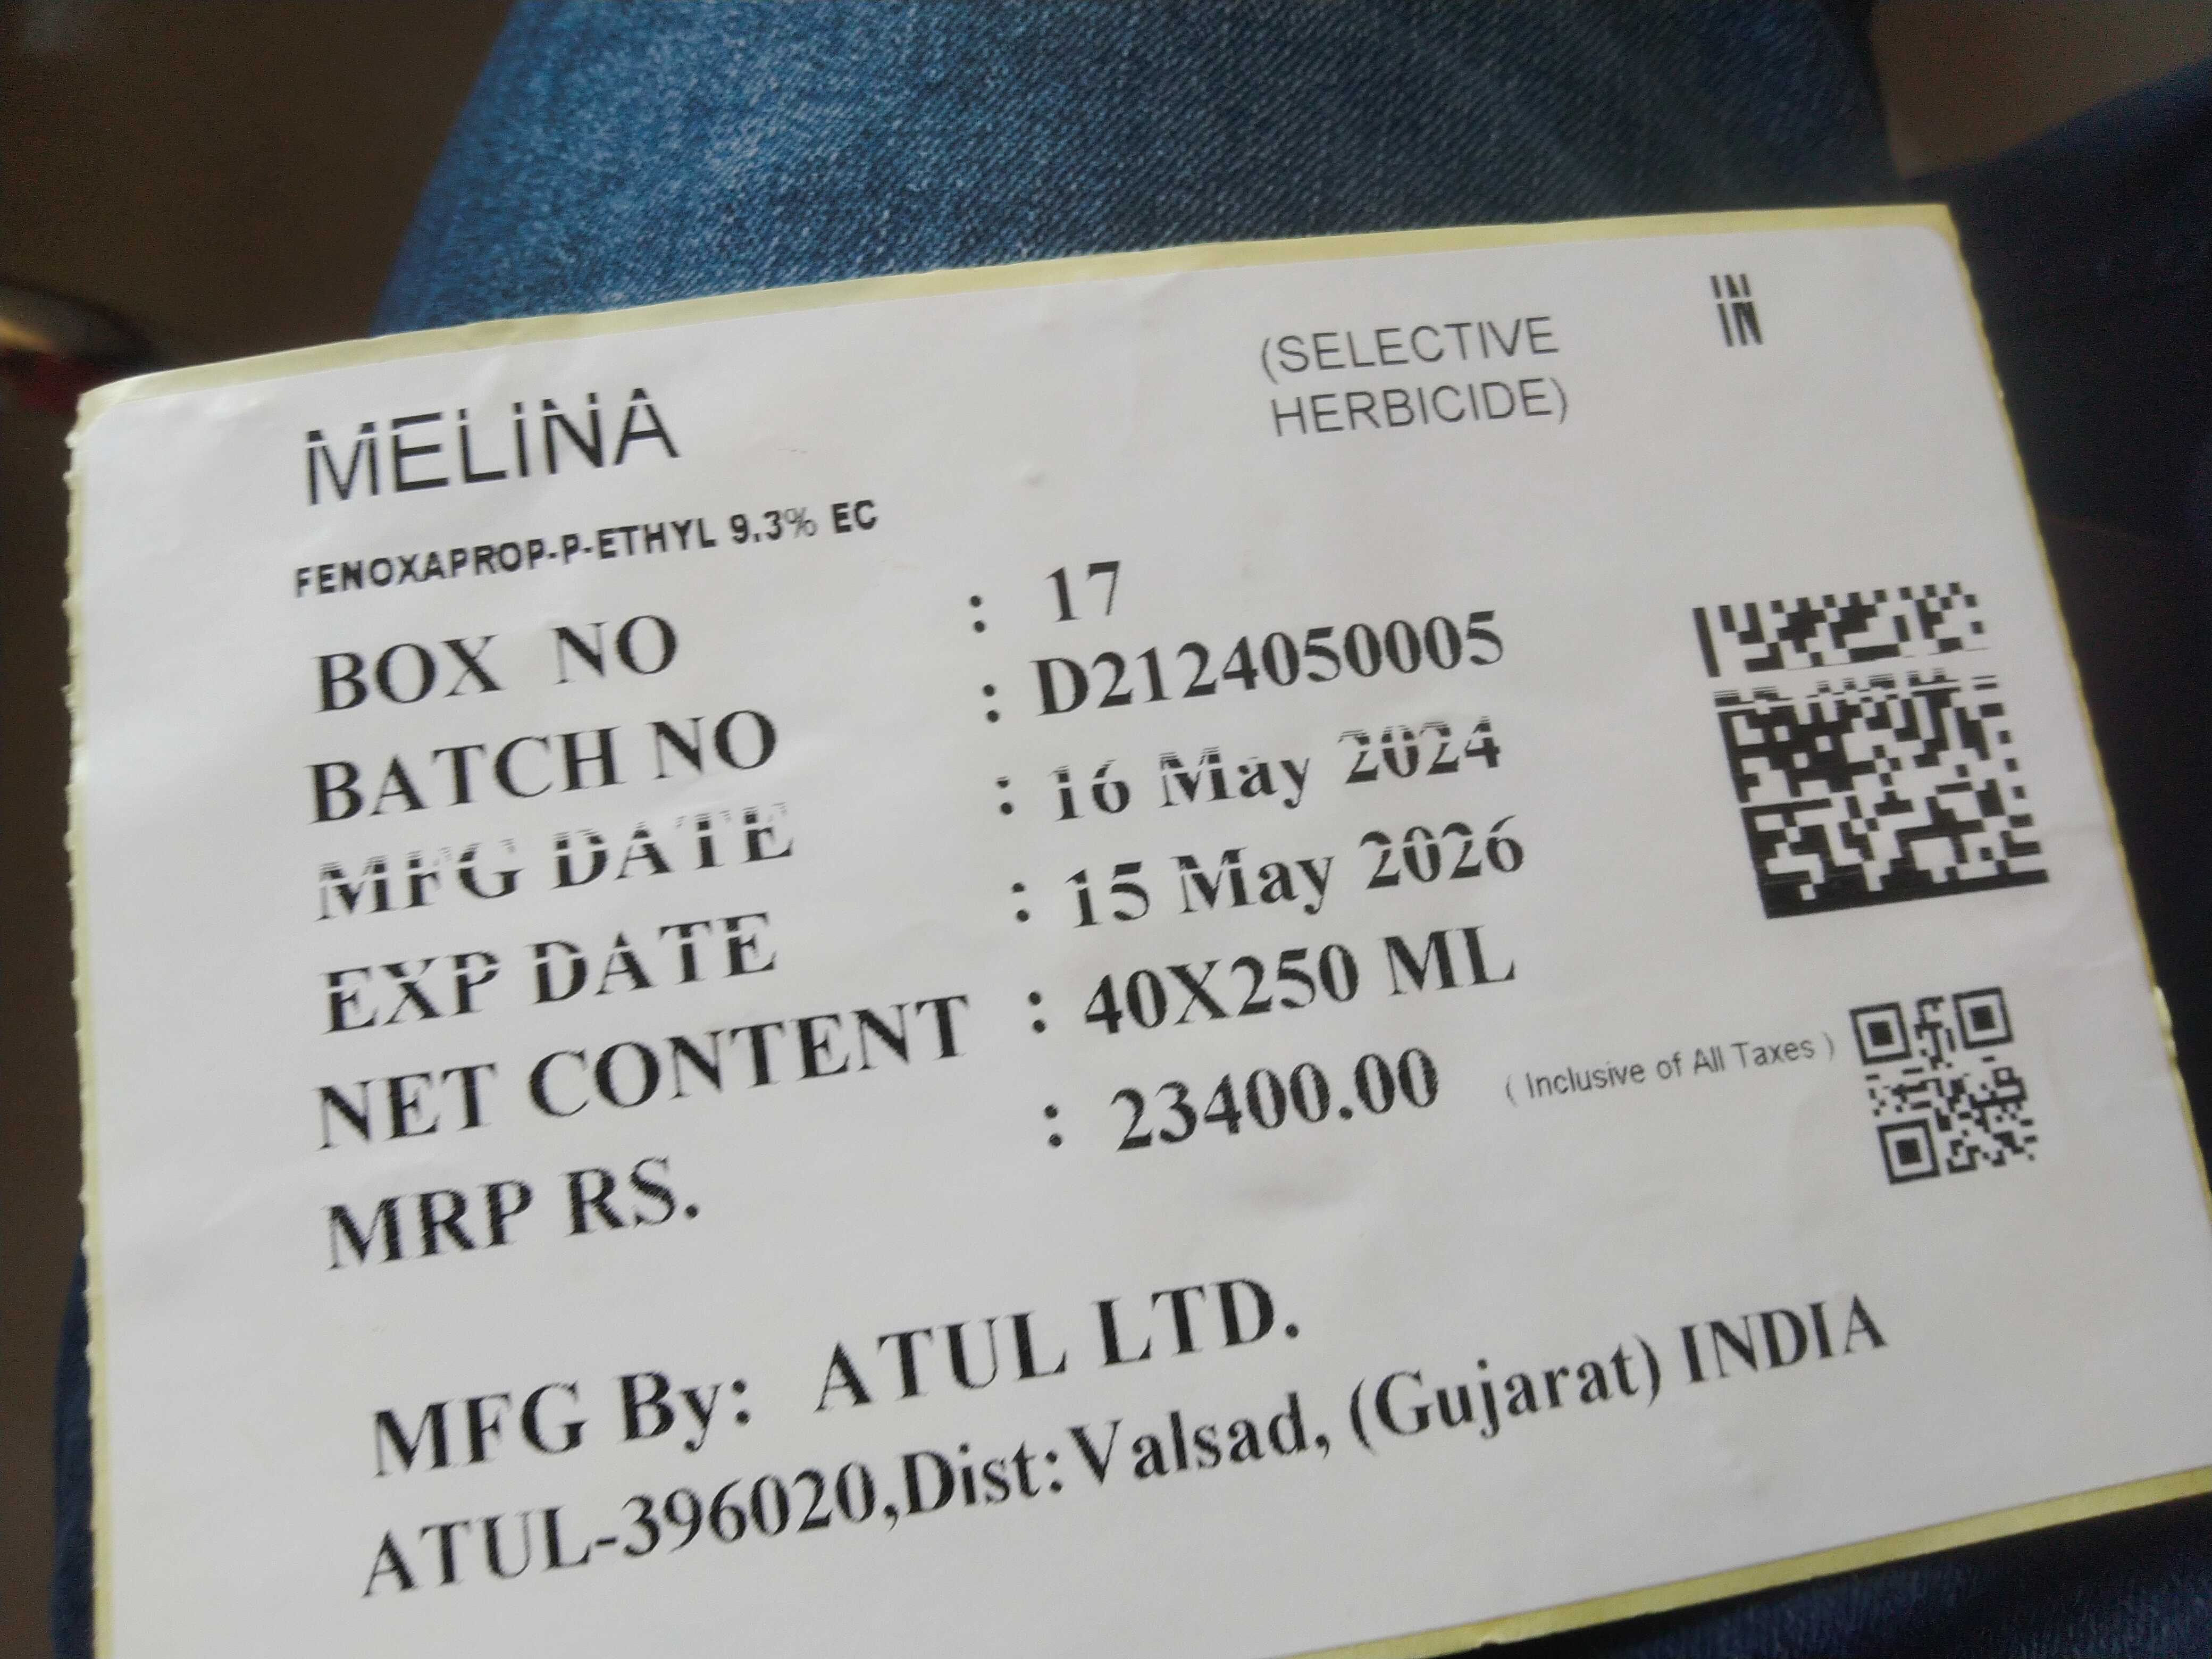 MELINA (SELECTIVE IN
HERBICIDE)
FENOXAPROP-P-ETHYL 9.3% EC
BOX NO : 17
BATCH NO : D2124050005
MFG DATE : 16 May 2024
EXP DATE : 15 May 2026
NET CONTENT : 40X250 ML
MRP RS. : 23400.00 ( Inclusive of All Taxes )
MFG By: ATUL LTD.
ATUL-396020,Dist:Valsad, (Gujarat) INDIA